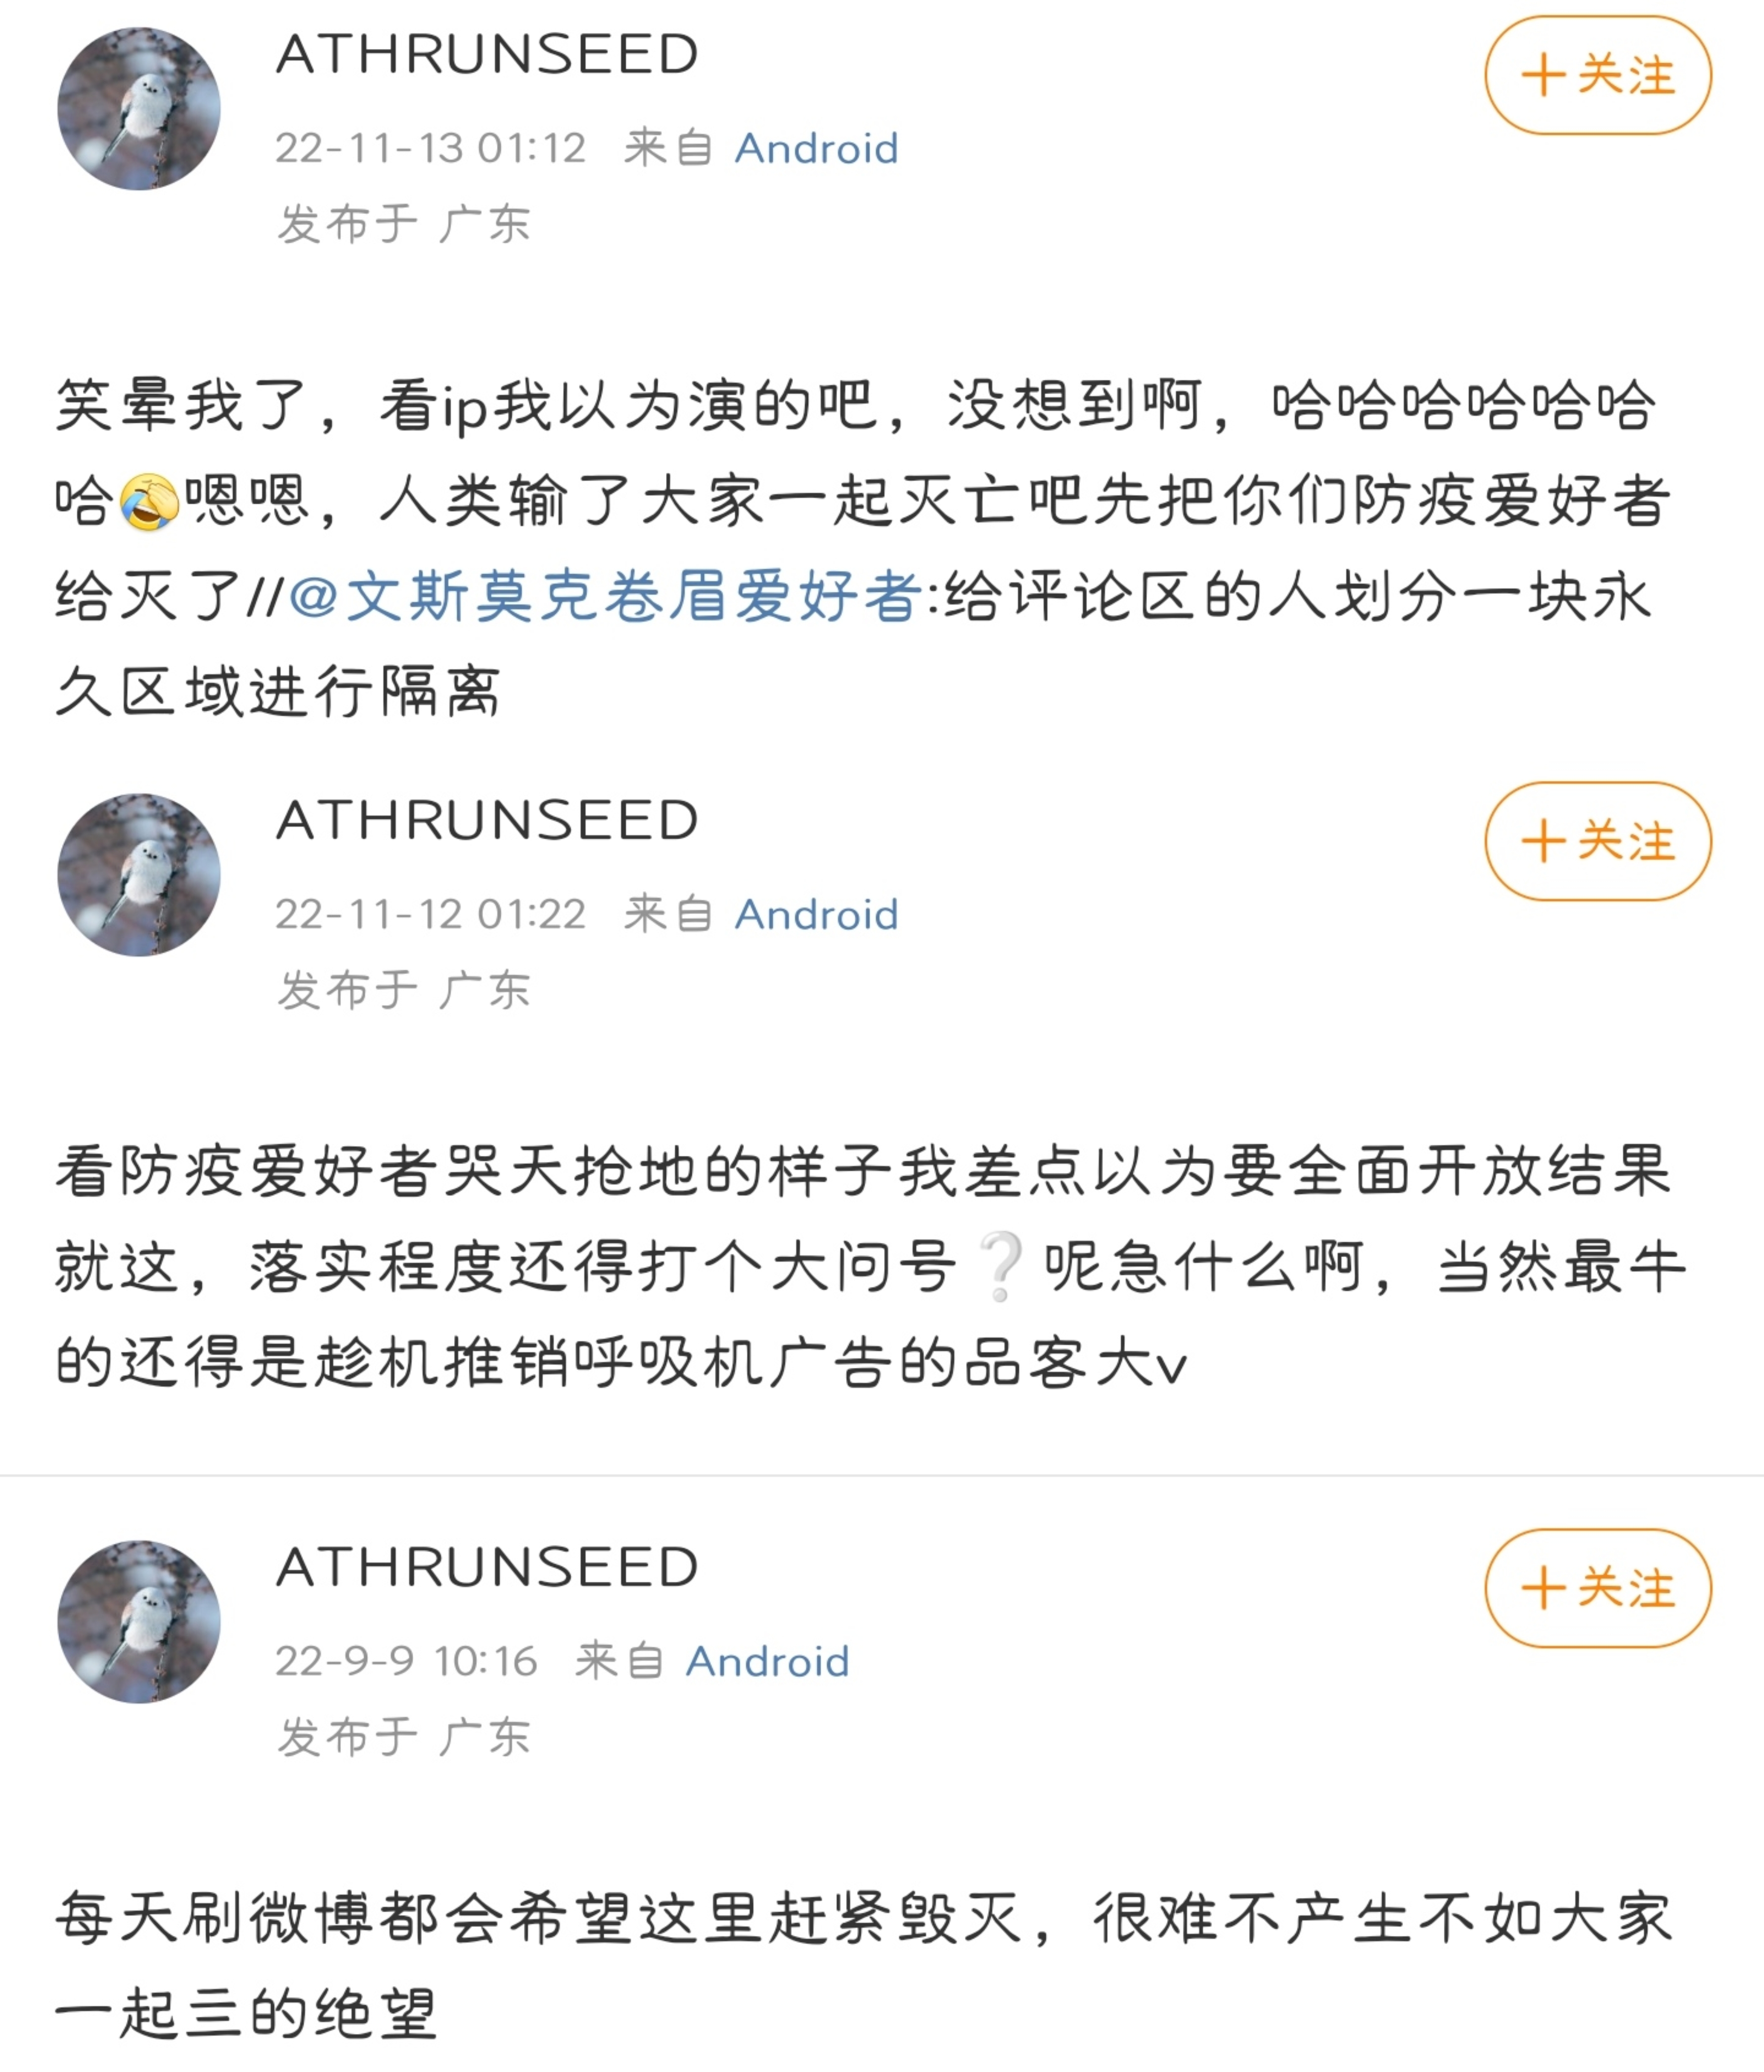 ATHRUNSEED
+关注
22-11-13 01:12 来自 Android
发布于 广东
笑晕我了，看ip我以为演的吧，没想到啊，哈哈哈哈哈哈
哈🤣嗯嗯，人类输了大家一起灭亡吧先把你们防疫爱好者
给灭了//@文斯莫克卷眉爱好者:给评论区的人划分一块永
久区域进行隔离
ATHRUNSEED
+关注
22-11-12 01:22 来自 Android
发布于 广东
看防疫爱好者哭天抢地的样子我差点以为要全面开放结果
就这，落实程度还得打个大问号❔呢急什么啊，当然最牛
的还得是趁机推销呼吸机广告的品客大v
ATHRUNSEED
+关注
22-9-9 10:16 来自 Android
发布于 广东
每天刷微博都会希望这里赶紧毁灭，很难不产生不如大家
一起亖的绝望